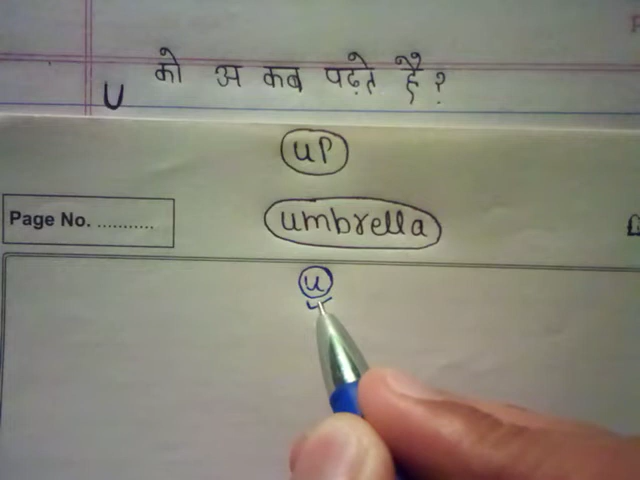 U को अ कब पढ़ते है?
up
umbrella
Page No. ...........
u